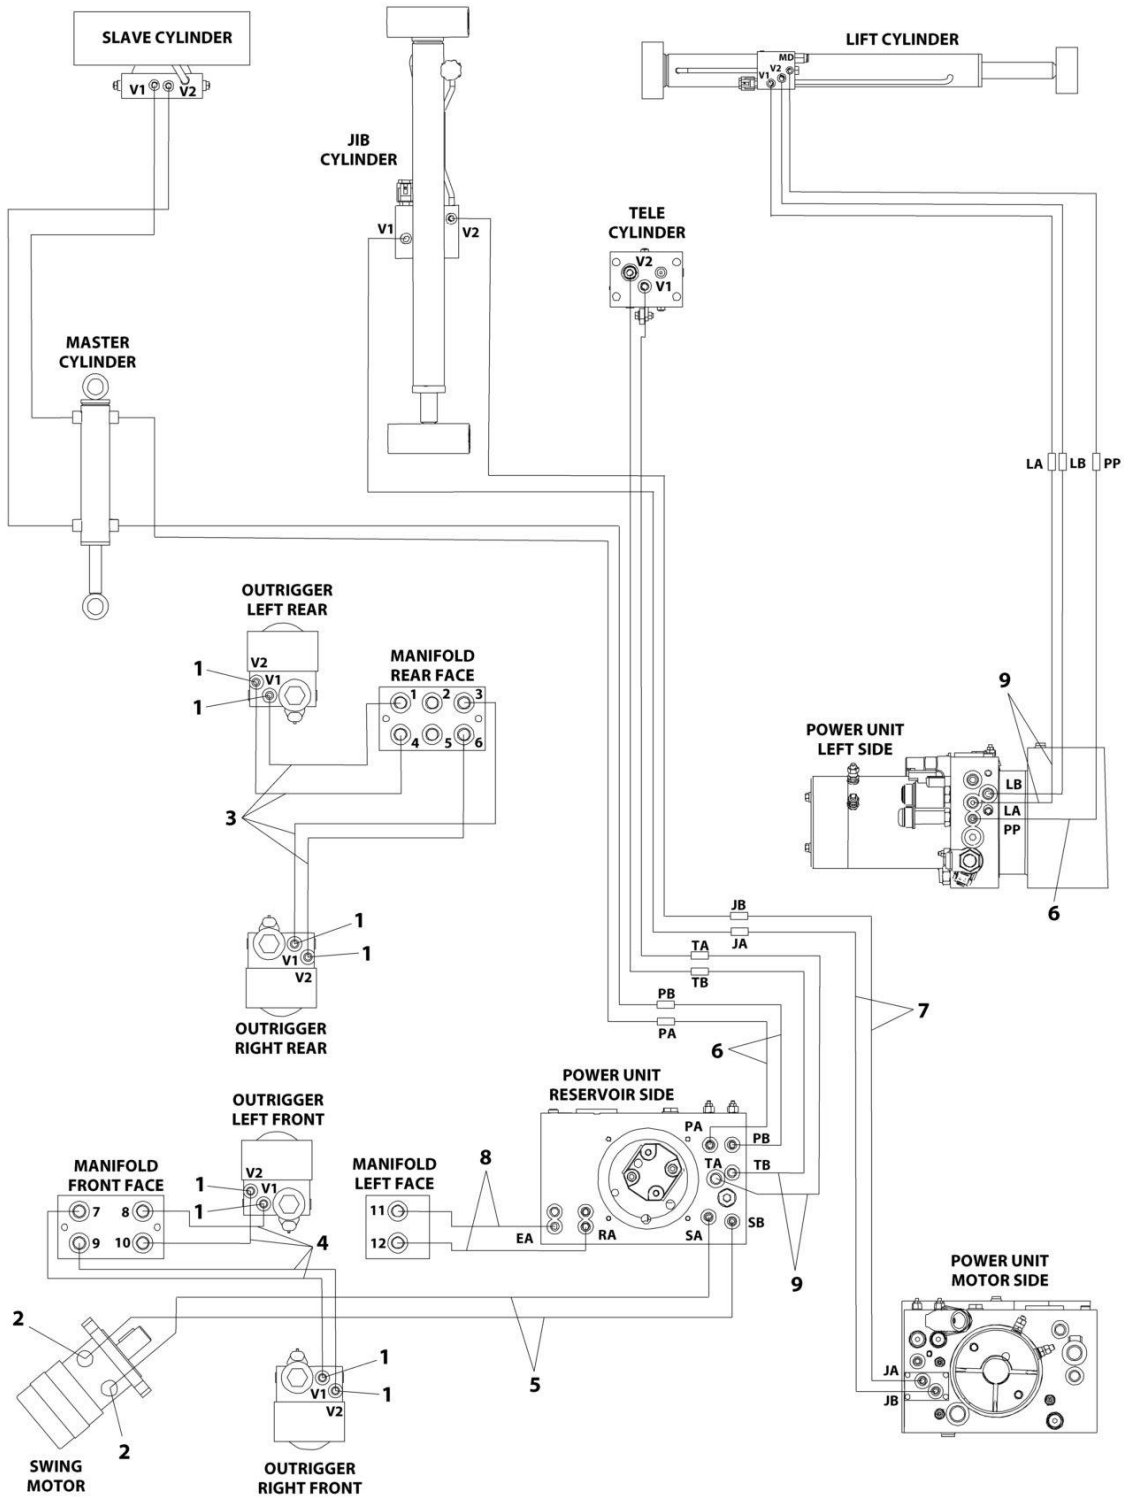 SLAVE CYLINDER
V1
V2
LIFT CYLINDER
MD
V2
V1
JIB
CYLINDER
V1
V2
TELE
CYLINDER
V2
V1
MASTER
CYLINDER
LA
LB
PP
OUTRIGGER
LEFT REAR
V2
V1
1
1
MANIFOLD
REAR FACE
1
2
3
4
5
6
3
9
POWER UNIT
LEFT SIDE
LB
LA
PP
6
1
1
V1
V2
OUTRIGGER
RIGHT REAR
JB
JA
TA
TB
PB
PA
7
6
POWER UNIT
RESERVOIR SIDE
PA
PB
TA
TB
EA
RA
SA
SB
OUTRIGGER
LEFT FRONT
V2
V1
1
1
MANIFOLD
FRONT FACE
7
8
9
10
MANIFOLD
LEFT FACE
11
12
8
4
9
POWER UNIT
MOTOR SIDE
JA
JB
2
2
5
1
1
V1
V2
SWING
MOTOR
OUTRIGGER
RIGHT FRONT